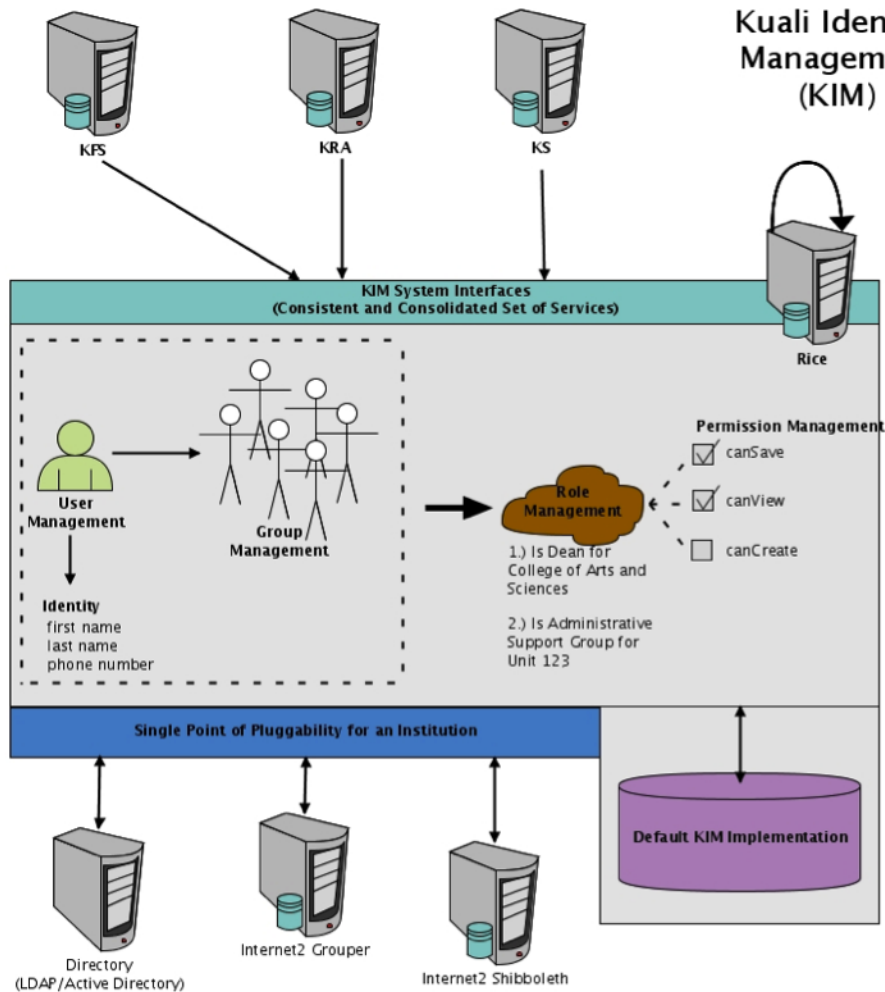 Kuali Iden
Managem
(KIM)
KFS
KRA
KS
KIM System Interfaces
(Consistent and Consolidated Set of Services)
Rice
User
Management
Group
Management
Identity
first name
last name
phone number
Role
Management
1.) Is Dean for
College of Arts and
Sciences
2.) Is Administrative
Support Group for
Unit 123
Permission Management
canSave
canView
canCreate
Single Point of Pluggability for an Institution
Default KIM Implementation
Directory
(LDAP/Active Directory)
Internet2 Grouper
Internet2 Shibboleth